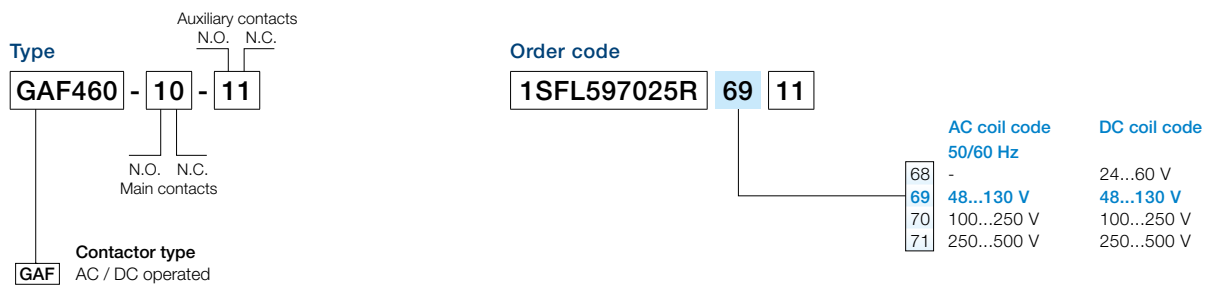 Auxiliary contacts
N.O. N.C.
Type
GAF460 - 10 - 11
N.O. N.C.
Main contacts
Contactor type
GAF AC / DC operated
Order code
1SFL597025R 69 11
AC coil code DC coil code
50/60 Hz
68 - 24...60 V
69 48...130 V 48...130 V
70 100...250 V 100...250 V
71 250...500 V 250...500 V